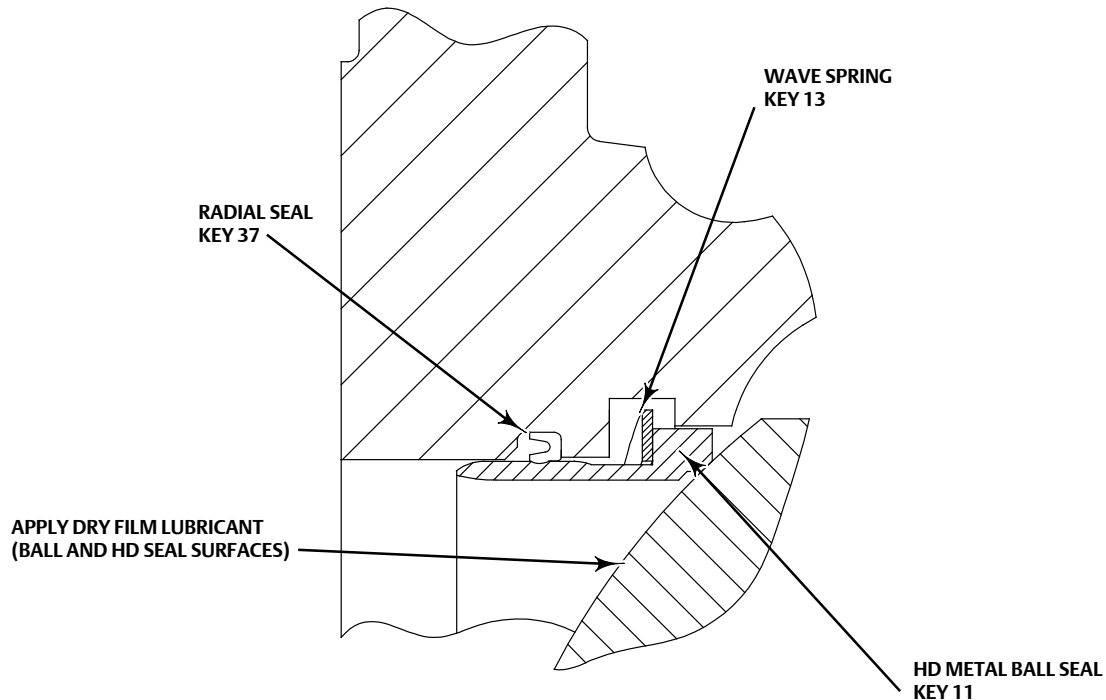 WAVE SPRING
KEY 13
RADIAL SEAL
KEY 37
APPLY DRY FILM LUBRICANT
(BALL AND HD SEAL SURFACES)
HD METAL BALL SEAL
KEY 11